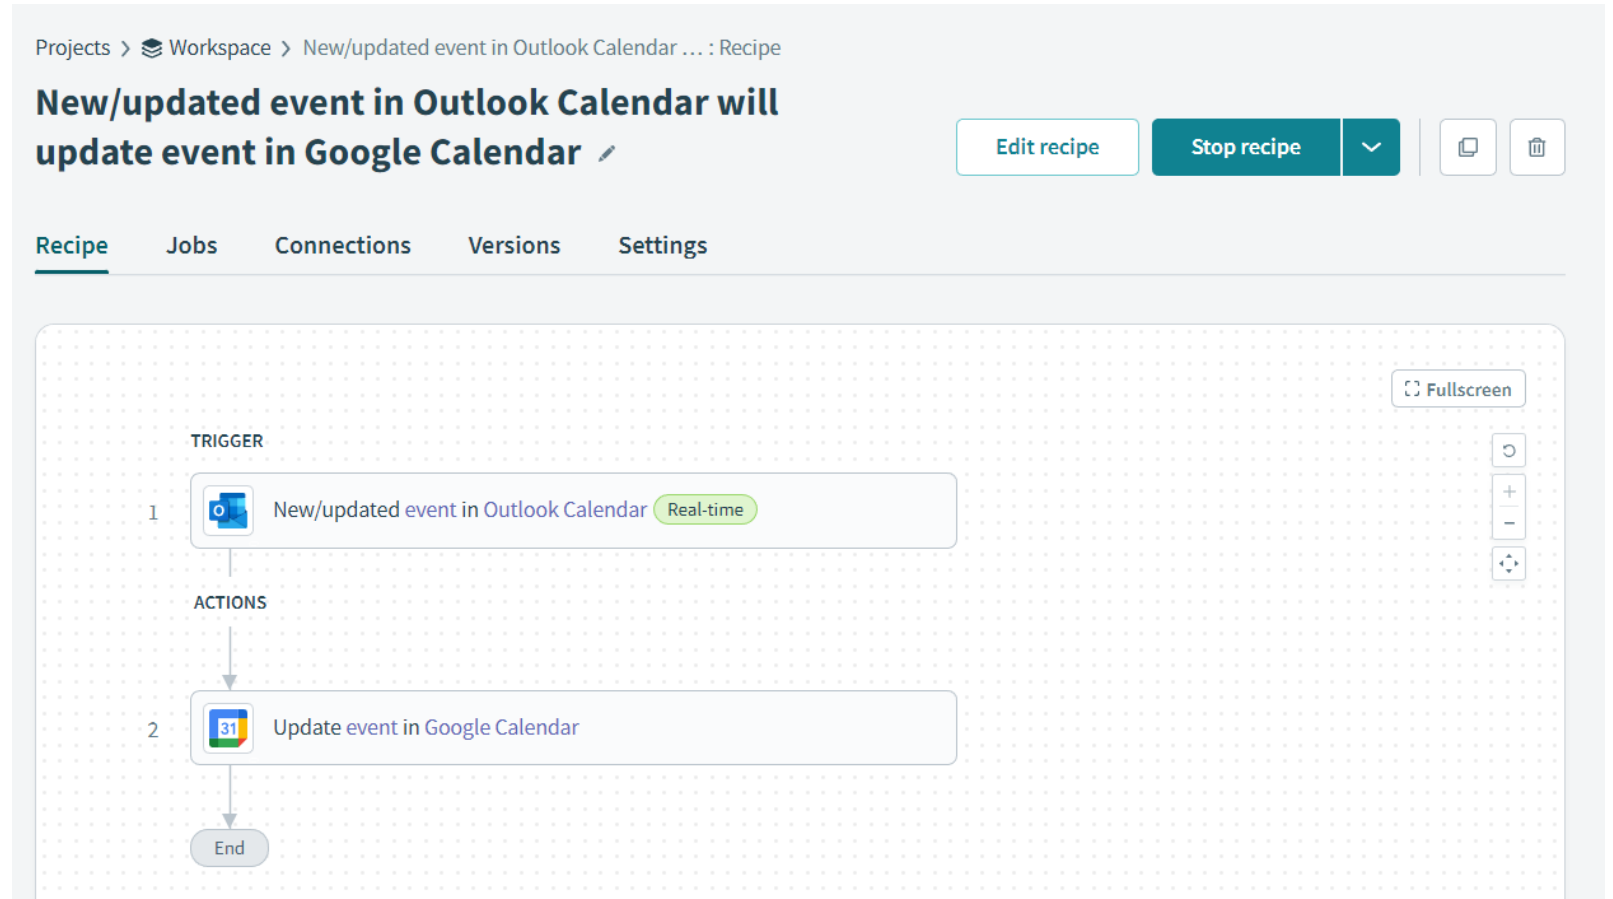 Projects > Workspace > New/updated event in Outlook Calendar ... : Recipe
New/updated event in Outlook Calendar will
update event in Google Calendar
Edit recipe
Stop recipe
Recipe Jobs Connections Versions Settings
Fullscreen
TRIGGER
1 New/updated event in Outlook Calendar Real-time
ACTIONS
2 31 Update event in Google Calendar
End